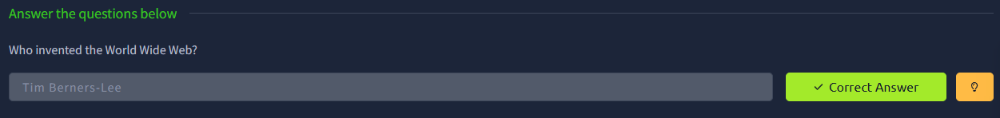 Answer the questions below
Who invented the World Wide Web?
Tim Berners-Lee
Correct Answer